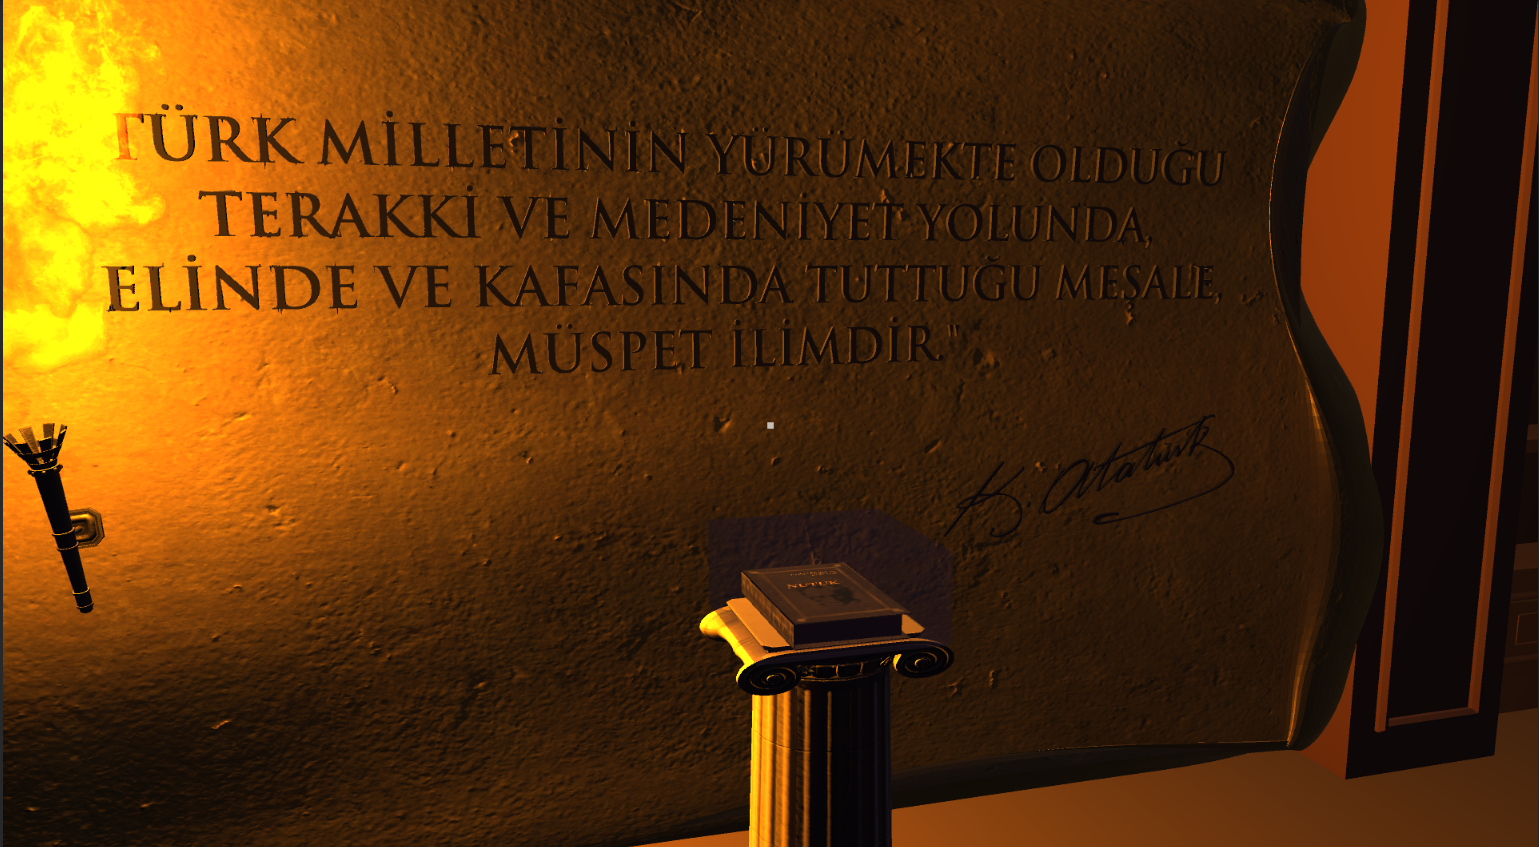 TÜRK MİLLETİNİN YÜRÜMEKTE OLDUĞU
TERAKKİ VE MEDENİYET YOLUNDA,
ELİNDE VE KAFASINDA TUTTUĞU MEŞALE,
MÜSPET İLİMDİR."
K. Atatürk
NUTUK